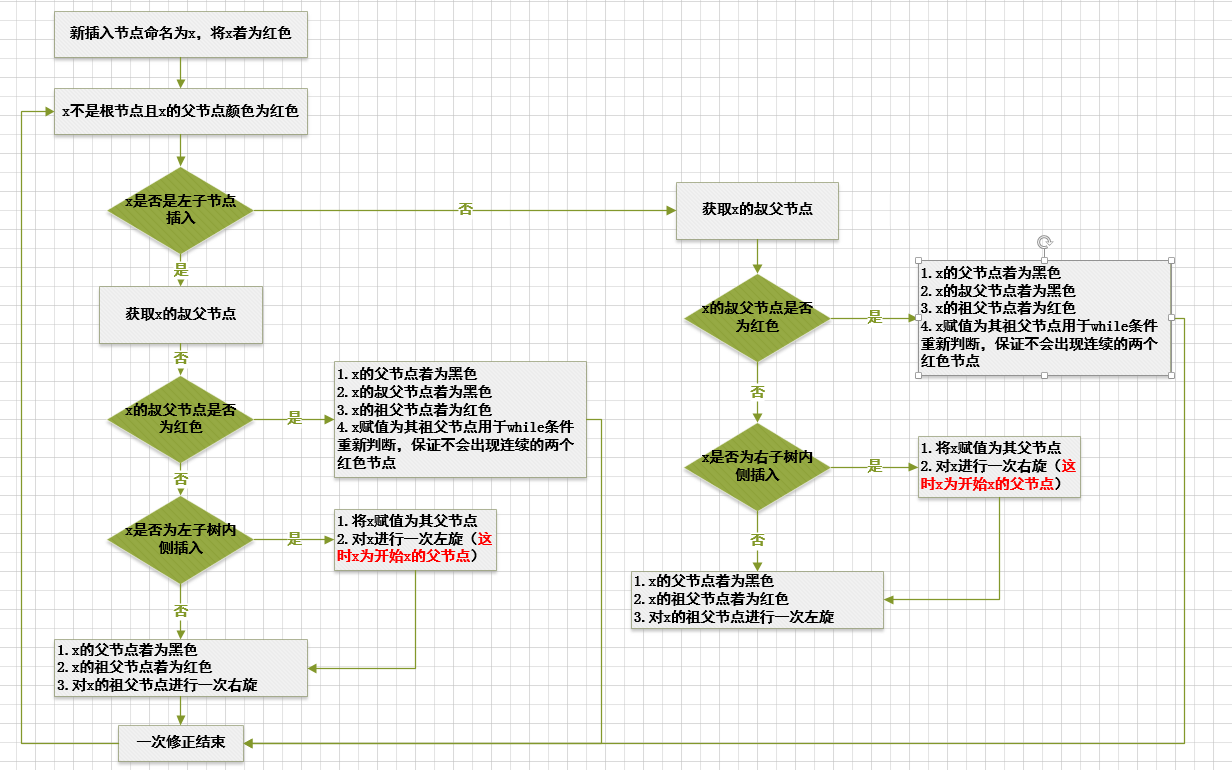 新插入节点命名为x，将x着为红色
x不是根节点且x的父节点颜色为红色
x是否是左子节点
插入
否
是
获取x的叔父节点
否
x的叔父节点是否
为红色
是
1.x的父节点着为黑色
2.x的叔父节点着为黑色
3.x的祖父节点着为红色
4.x赋值为其祖父节点用于while条件
重新判断，保证不会出现连续的两个
红色节点
否
x是否为左子树内
侧插入
是
1.将x赋值为其父节点
2.对x进行一次左旋（这
时x为开始x的父节点）
否
1.x的父节点着为黑色
2.x的祖父节点着为红色
3.对x的祖父节点进行一次右旋
一次修正结束
获取x的叔父节点
x的叔父节点是否
为红色
是
1.x的父节点着为黑色
2.x的叔父节点着为黑色
3.x的祖父节点着为红色
4.x赋值为其祖父节点用于while条件
重新判断，保证不会出现连续的两个
红色节点
否
x是否为右子树内
侧插入
是
1.将x赋值为其父节点
2.对x进行一次右旋（这
时x为开始x的父节点）
否
1.x的父节点着为黑色
2.x的祖父节点着为红色
3.对x的祖父节点进行一次左旋